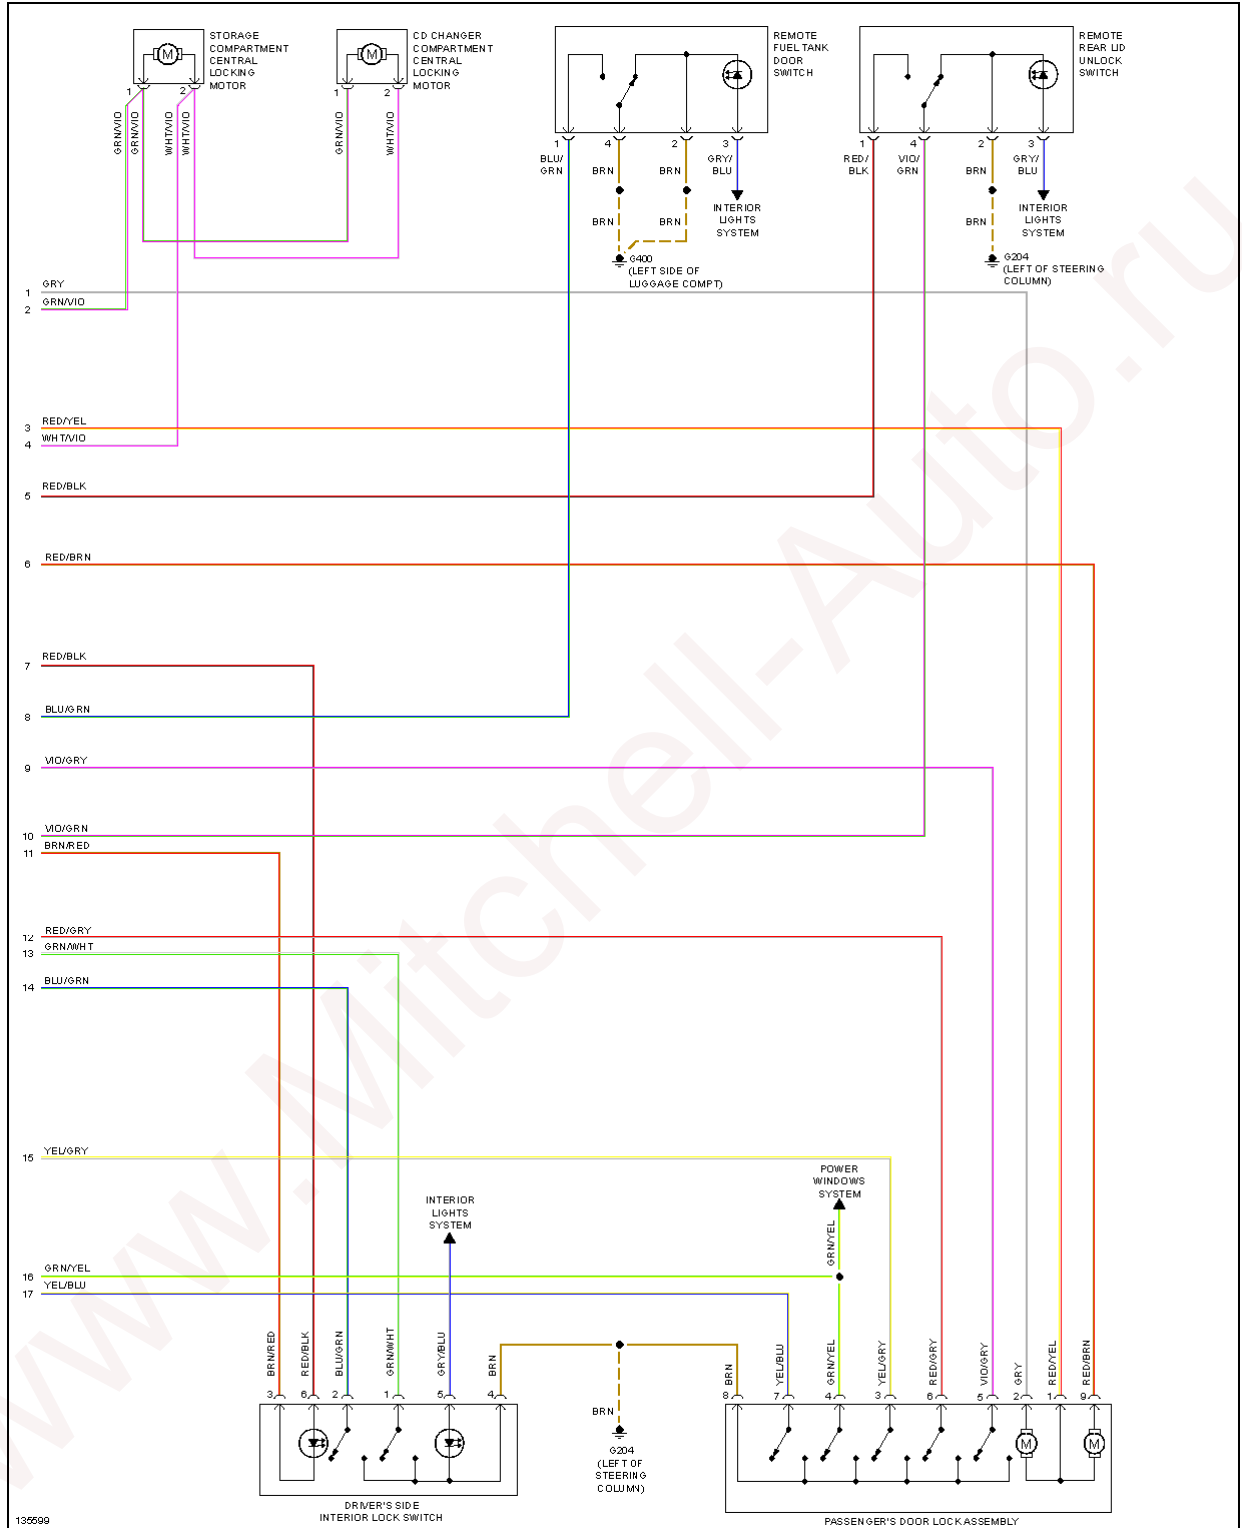 STORAGE
COMPARTMENT
CENTRAL
LOCKING
MOTOR
M
1
2
GRN/VIO
GRN/VIO
WHT/VIO
WHT/VIO
CD CHANGER
COMPARTMENT
CENTRAL
LOCKING
MOTOR
M
1
2
GRN/VIO
WHT/VIO
REMOTE
FUEL TANK
DOOR
SWITCH
1
4
2
3
BLU/
GRN
BRN
BRN
GRY/
BLU
BRN
BRN
INTERIOR
LIGHTS
SYSTEM
G400
(LEFT SIDE OF
LUGGAGE COMPT)
REMOTE
REAR LID
UNLOCK
SWITCH
1
4
2
3
RED/
BLK
VIO/
GRN
BRN
GRY/
BLU
BRN
INTERIOR
LIGHTS
SYSTEM
G204
(LEFT OF STEERING
COLUMN)
1 GRY
2 GRN/VIO
3 RED/YEL
4 WHT/VIO
5 RED/BLK
6 RED/BRN
7 RED/BLK
8 BLU/GRN
9 VIO/GRY
10 VIO/GRN
11 BRN/RED
12 RED/GRY
13 GRN/WHT
14 BLU/GRN
15 YEL/GRY
16 GRN/YEL
17 YEL/BLU
INTERIOR
LIGHTS
SYSTEM
POWER
WINDOWS
SYSTEM
GRN/YEL
BRN/RED
RED/BLK
BLU/GRN
GRN/WHT
GRY/BLU
BRN
3 6 2 1 5 4
DRIVER'S SIDE
INTERIOR LOCK SWITCH
BRN
G204
(LEFT OF
STEERING
COLUMN)
BRN
YEL/BLU
GRN/YEL
YEL/GRY
RED/GRY
VIO/GRY
GRY
RED/YEL
RED/BRN
8 7 4 3 6 5 2 1 9
M
M
PASSENGER'S DOOR LOCK ASSEMBLY
135599
www.Mitchell-Auto.ru